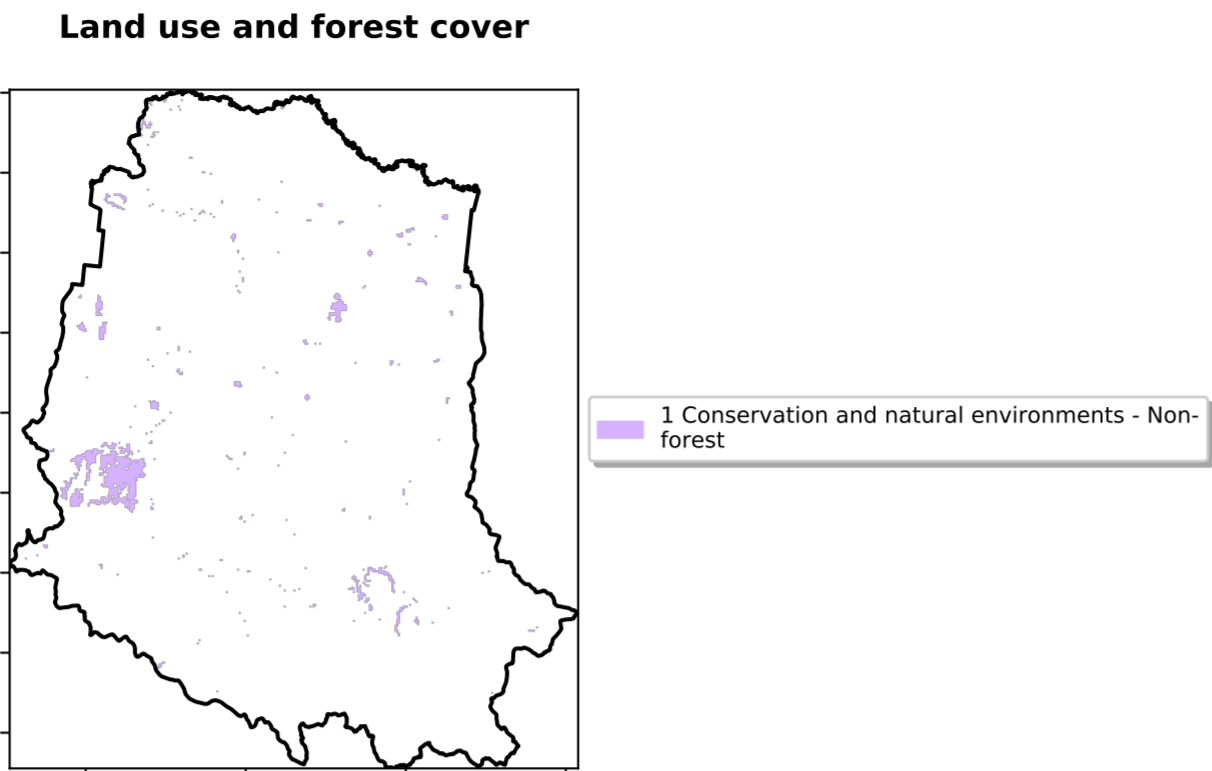 Land use and forest cover
1 Conservation and natural environments - Non-
forest